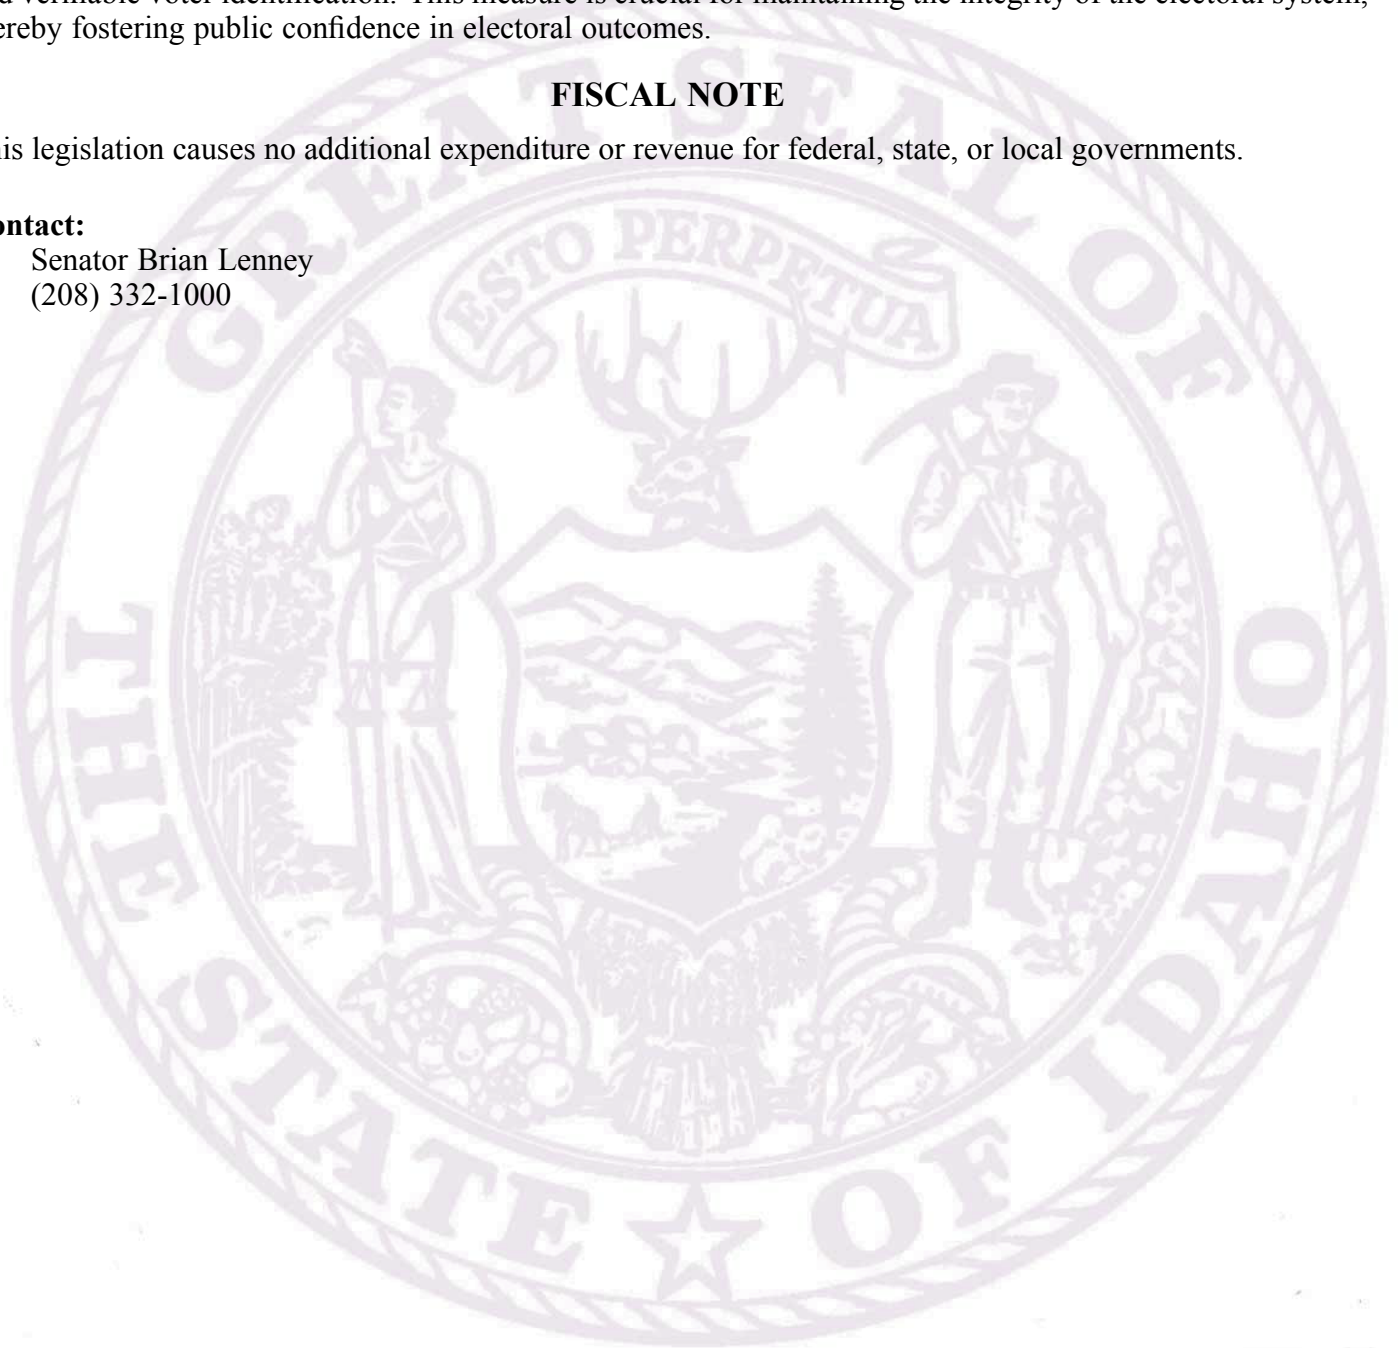 d verifiable voter identification. This measure is crucial for maintaining the integrity of the electoral system,
ereby fostering public confidence in electoral outcomes.
FISCAL NOTE
his legislation causes no additional expenditure or revenue for federal, state, or local governments.
ontact:
Senator Brian Lenney
(208) 332-1000
GREAT SEAL OF
THE STATE ☆ OF IDAHO
ESTO PERPETUA